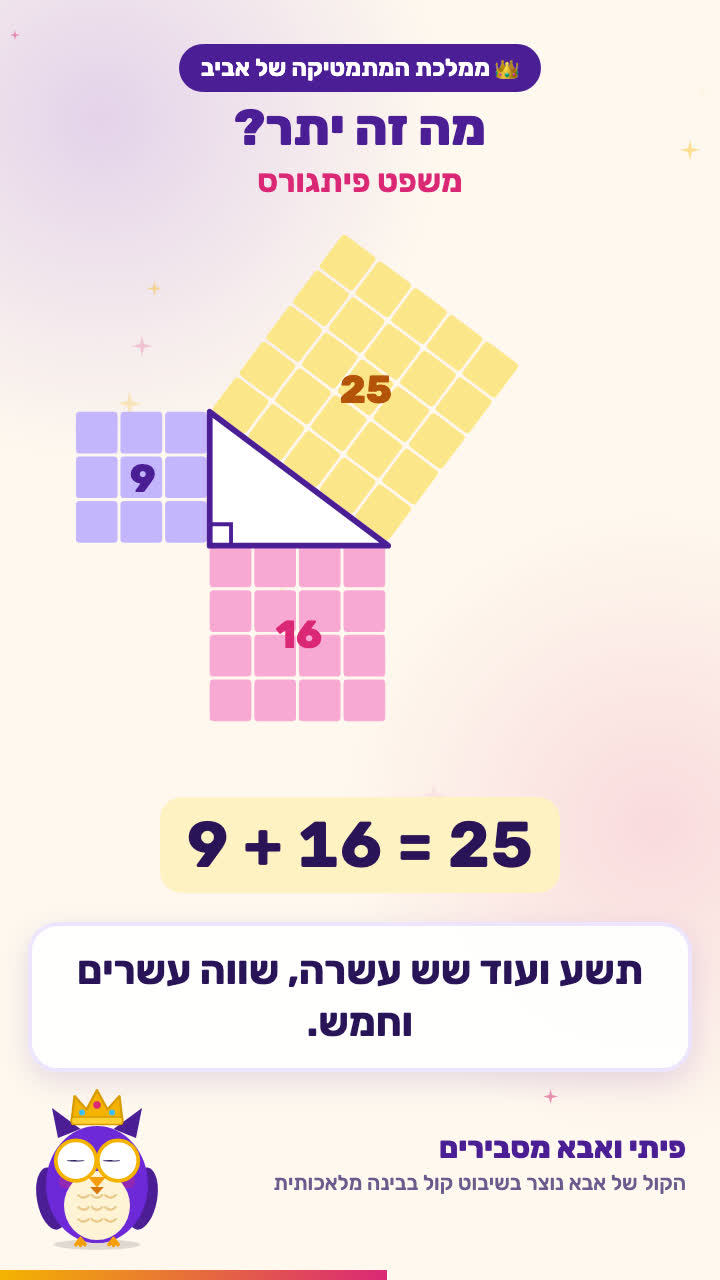 ממלכת המתמטיקה של אביב
מה זה יתר?
משפט פיתגורס
25
9
16
9 + 16 = 25
תשע ועוד שש עשרה, שווה עשרים
וחמש.
פיתי ואבא מסבירים
הקול של אבא נוצר בשיבוט קול בבינה מלאכותית